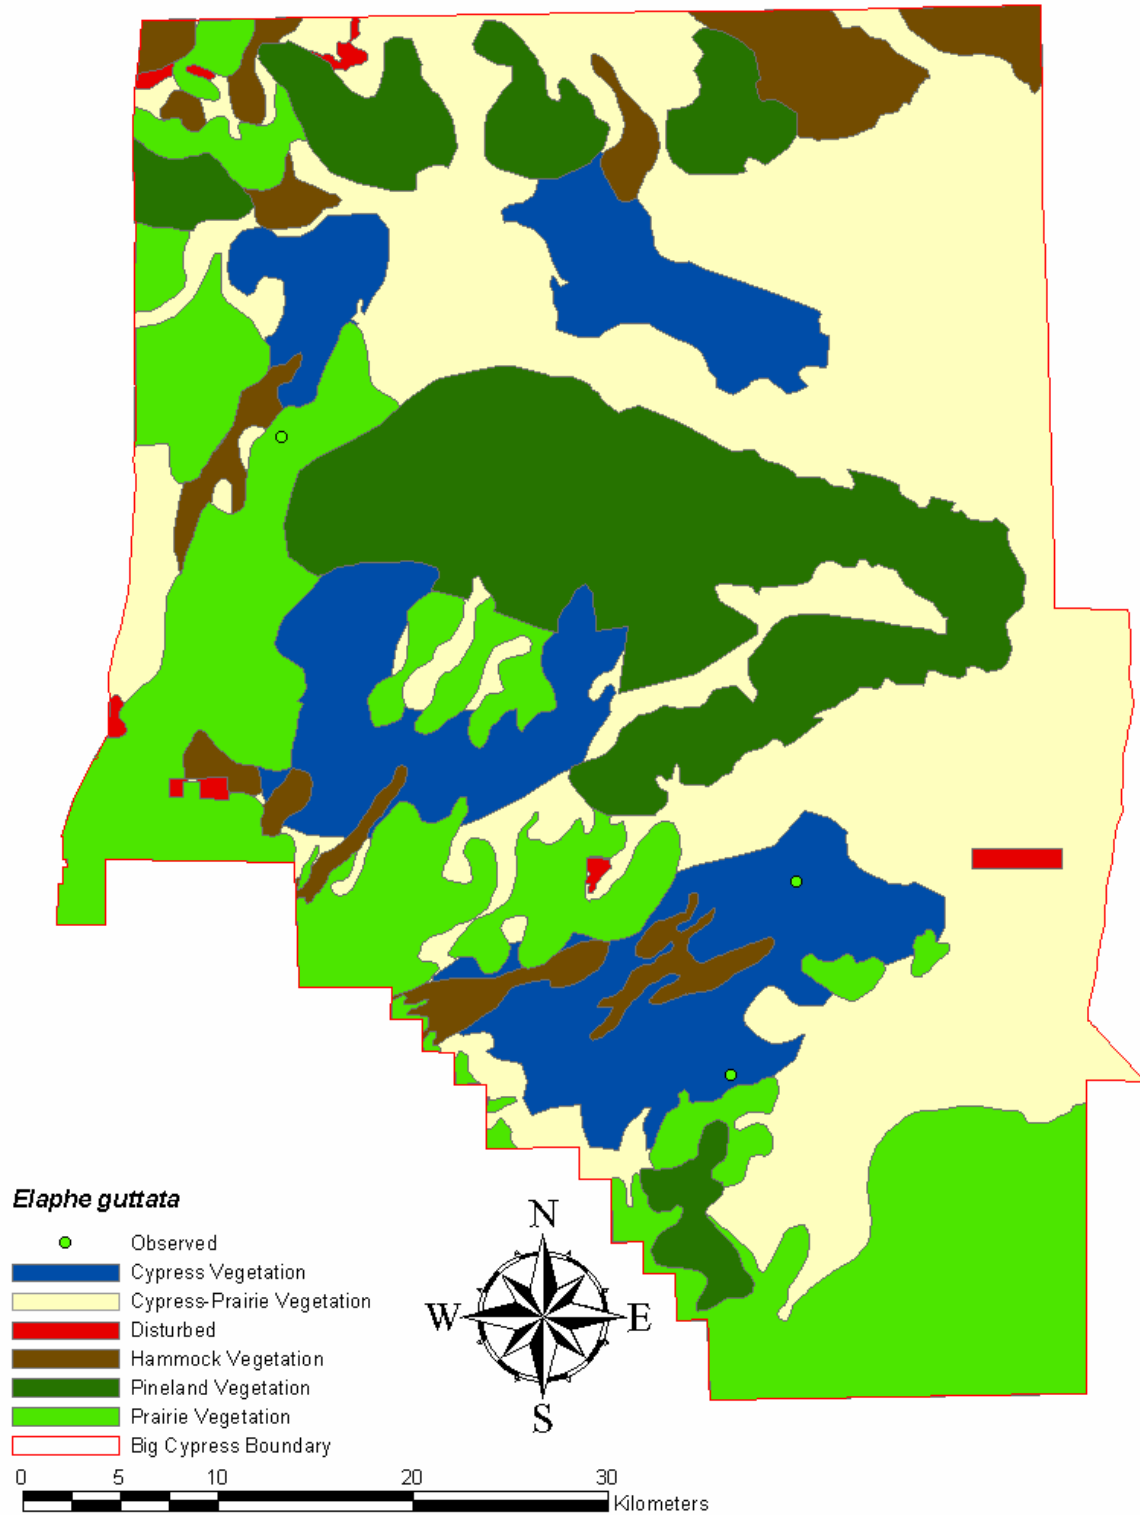 Elaphe guttata
Observed
Cypress Vegetation
Cypress-Prairie Vegetation
Disturbed
Hammock Vegetation
Pineland Vegetation
Prairie Vegetation
Big Cypress Boundary
N
W E
S
0 5 10 20 30
Kilometers